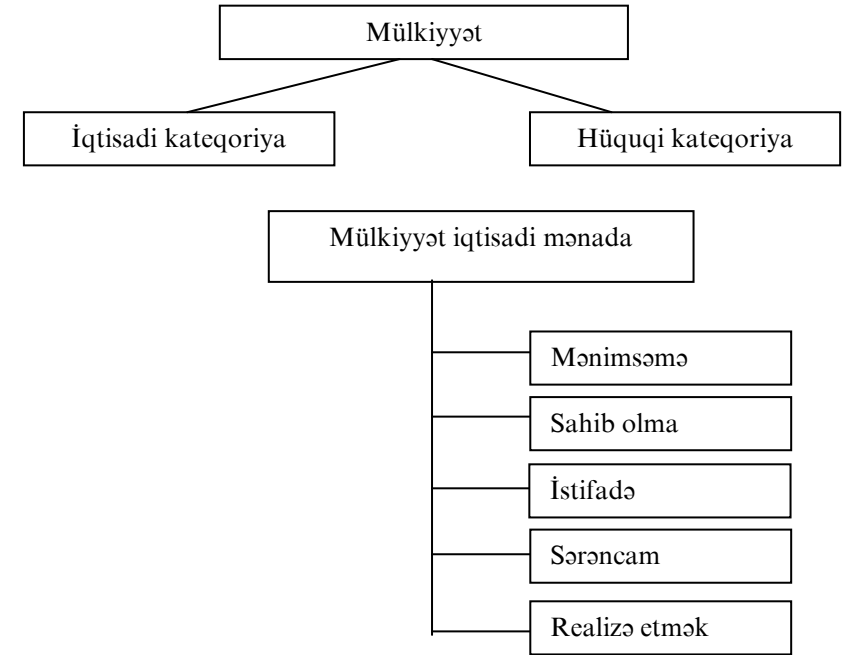 Mülkiyyət
İqtisadi kateqoriya
Hüquqi kateqoriya
Mülkiyyət iqtisadi mənada
Mənimsəmə
Sahib olma
İstifadə
Sərəncam
Realizə etmək